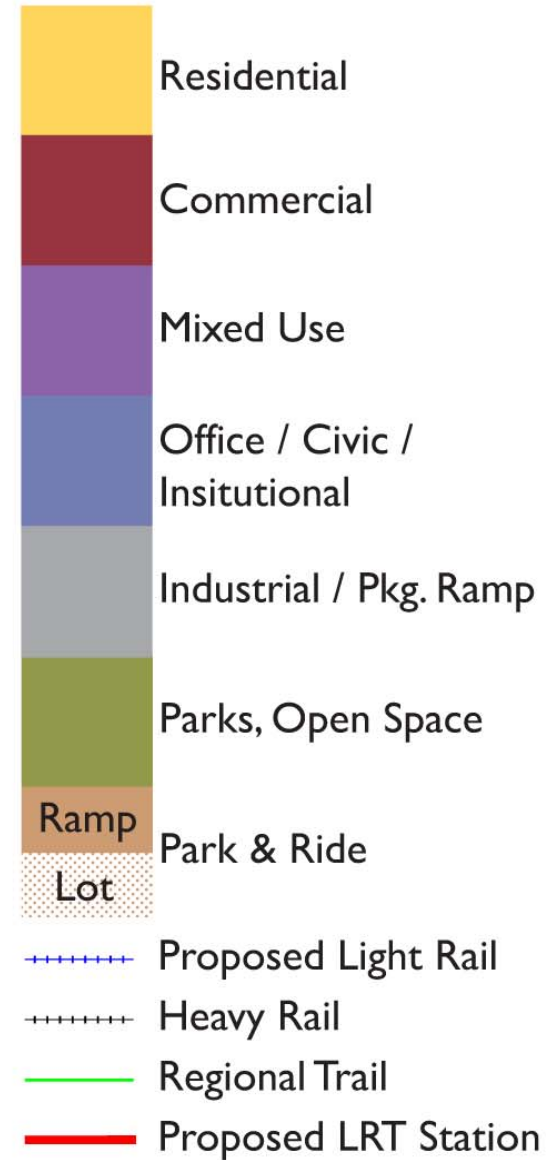 Residential
Commercial
Mixed Use
Office / Civic /
Insitutional
Industrial / Pkg. Ramp
Parks, Open Space
Ramp
Park & Ride
Lot
Proposed Light Rail
Heavy Rail
Regional Trail
Proposed LRT Station